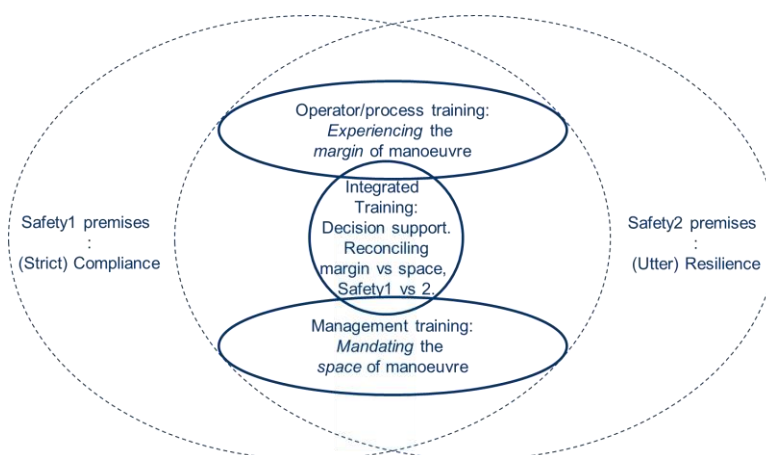 Operator/process training:
Experiencing the
margin of manoeuvre
Integrated
Training:
Decision support.
Reconciling
margin vs space,
Safety1 vs 2.
Safety1 premises
:
(Strict) Compliance
Safety2 premises
:
(Utter) Resilience
Management training:
Mandating the
space of manoeuvre